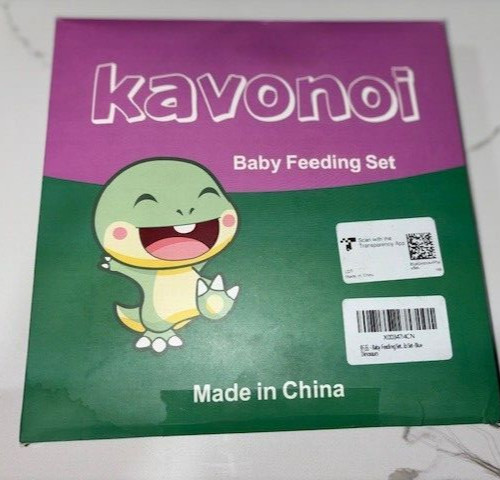 kavonoi
Baby Feeding Set
Scan with the
Transparency App
Made in China